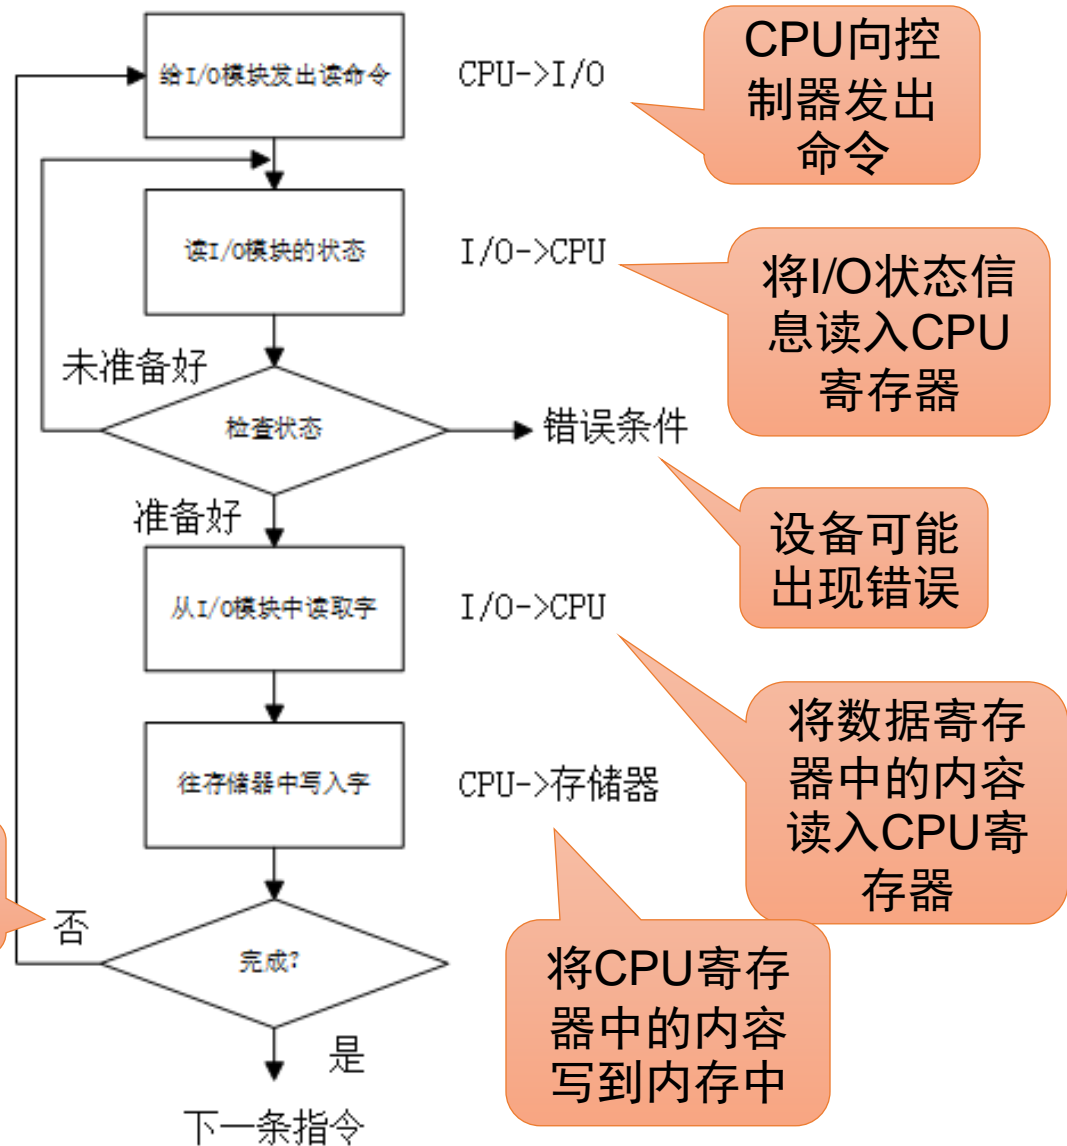 给I/O模块发出读命令
CPU->I/O
CPU向控
制器发出
命令
读I/O模块的状态
I/O->CPU
将I/O状态信
息读入CPU
寄存器
未准备好
检查状态
错误条件
准备好
设备可能
出现错误
从I/O模块中读取字
I/O->CPU
将数据寄存
器中的内容
读入CPU寄
存器
往存储器中写入字
CPU->存储器
否
完成?
将CPU寄存
器中的内容
写到内存中
是
下一条指令